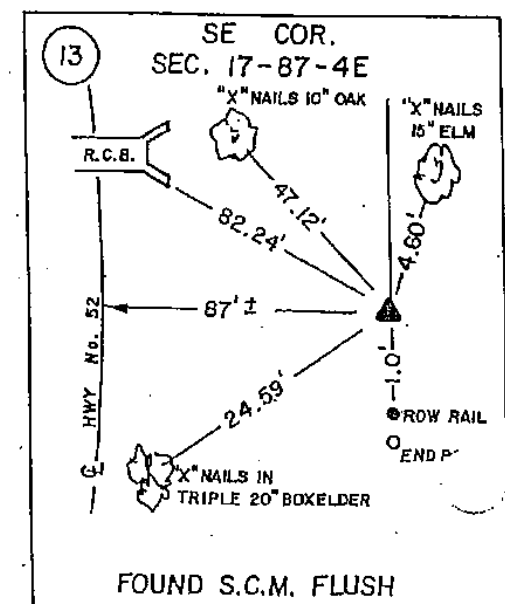 13
SE COR.
SEC. 17-87-4E
"X" NAILS 10" OAK
"X" NAILS
15" ELM
R.C.B.
47.12'
82.24'
4.60'
87' ±
HWY No. 52
℄
24.59'
1.0'
ROW RAIL
END P
"X" NAILS IN
TRIPLE 20" BOXELDER
FOUND S.C.M. FLUSH